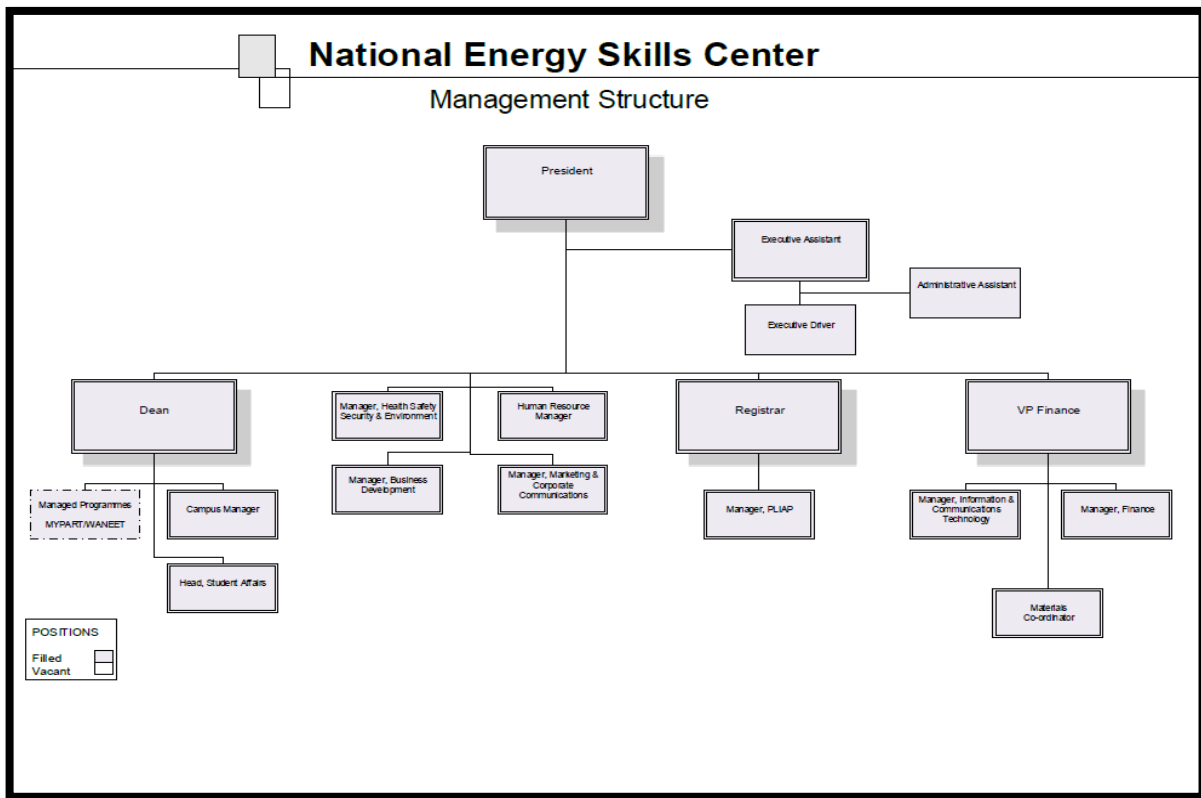 National Energy Skills Center
Management Structure
President
Executive Assistant
Administrative Assistant
Executive Driver
Dean
Manager, Health Safety
Security & Environment
Human Resource
Manager
Registrar
VP Finance
Manager, Business
Development
Manager, Marketing &
Corporate
Communications
Managed Programmes
MYPART/WANEET
Campus Manager
Manager, PLIAP
Manager, Information &
Communications
Technology
Manager, Finance
Head, Student Affairs
Materials
Co-ordinator
POSITIONS
Filled
Vacant